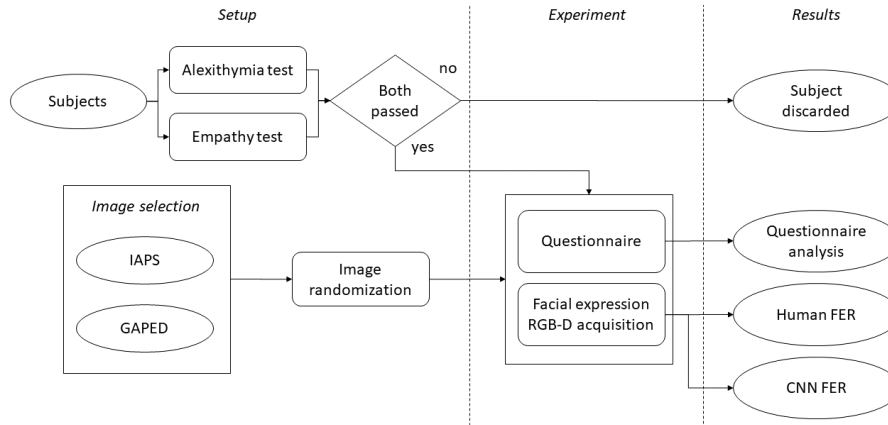 Setup
Experiment
Results
Subjects
Alexithymia test
Empathy test
Both
passed
no
yes
Subject
discarded
Image selection
IAPS
GAPED
Image
randomization
Questionnaire
Facial expression
RGB-D acquisition
Questionnaire
analysis
Human FER
CNN FER